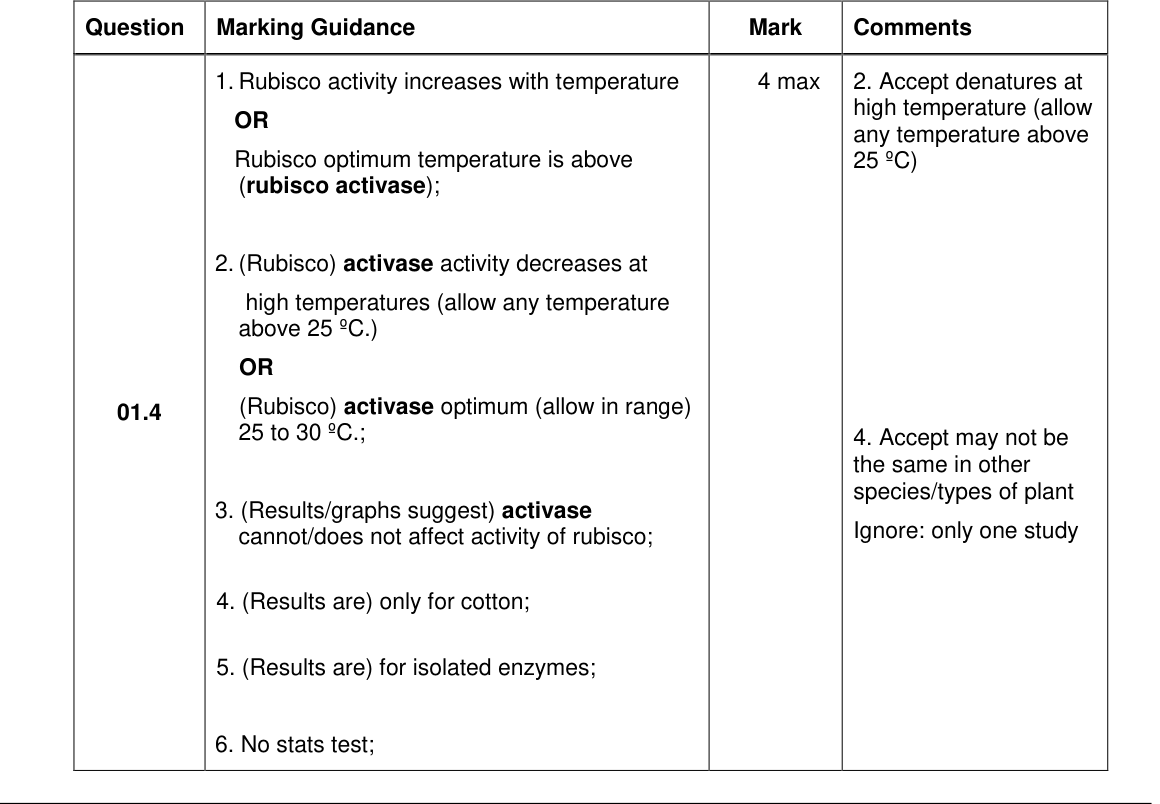 Question Marking Guidance Mark Comments
01.4
1. Rubisco activity increases with temperature
OR
Rubisco optimum temperature is above
(rubisco activase);
2. (Rubisco) activase activity decreases at
high temperatures (allow any temperature
above 25 ºC.)
OR
(Rubisco) activase optimum (allow in range)
25 to 30 ºC.;
3. (Results/graphs suggest) activase
cannot/does not affect activity of rubisco;
4. (Results are) only for cotton;
5. (Results are) for isolated enzymes;
6. No stats test;
4 max
2. Accept denatures at
high temperature (allow
any temperature above
25 ºC)
4. Accept may not be
the same in other
species/types of plant
Ignore: only one study